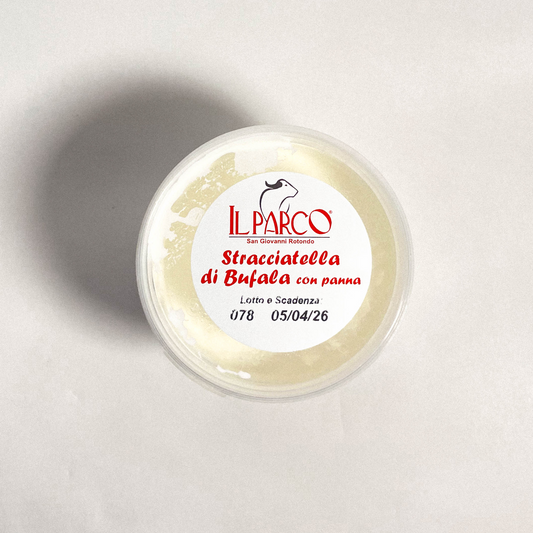 IL PARCO®
San Giovanni Rotondo
Stracciatella
di Bufala con panna
Lotto e Scadenza:
078 05/04/26